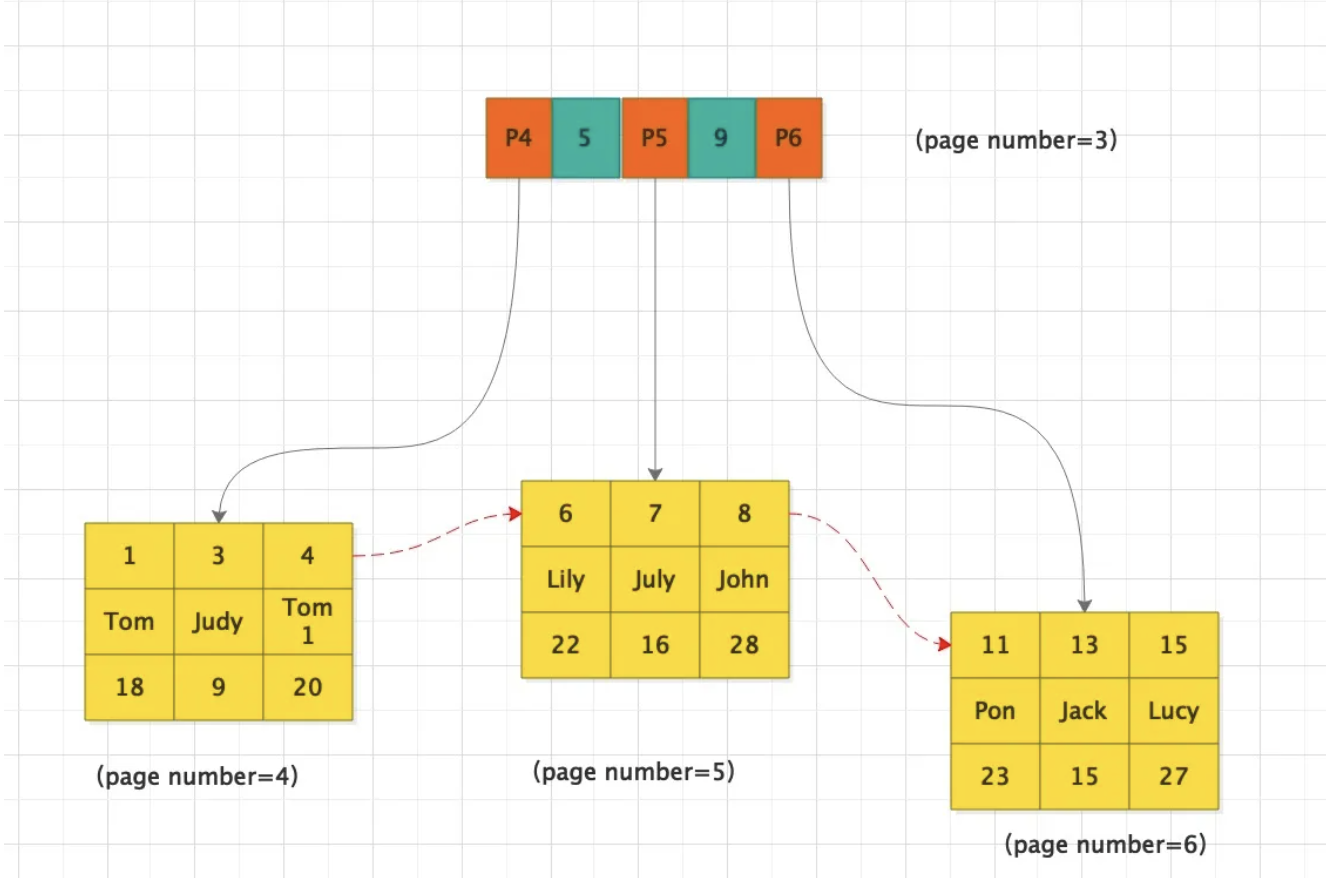 P4 5 P5 9 P6
(page number=3)
1 3 4
Tom Judy Tom
1
18 9 20
(page number=4)
6 7 8
Lily July John
22 16 28
(page number=5)
11 13 15
Pon Jack Lucy
23 15 27
(page number=6)